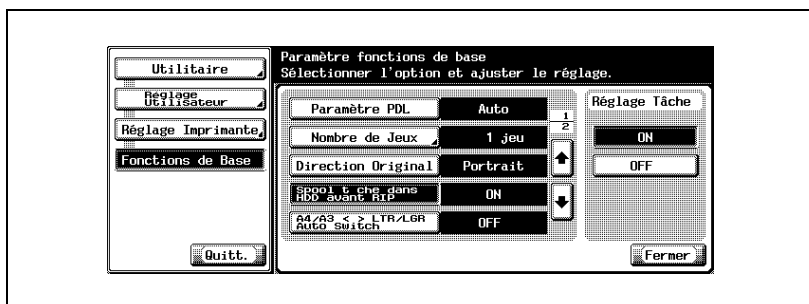 Utilitaire
Réglage
Utilisateur
Réglage Imprimante
Fonctions de Base
Quitt.
Paramètre fonctions de base
Sélectionner l'option et ajuster le réglage.
Paramètre PDL Auto
Nombre de Jeux 1 jeu
Direction Original Portrait
Spool t che dans
HDD avant RIP ON
A4/A3 < > LTR/LGR
Auto Switch OFF
1
2
Réglage Tâche
ON
OFF
Fermer